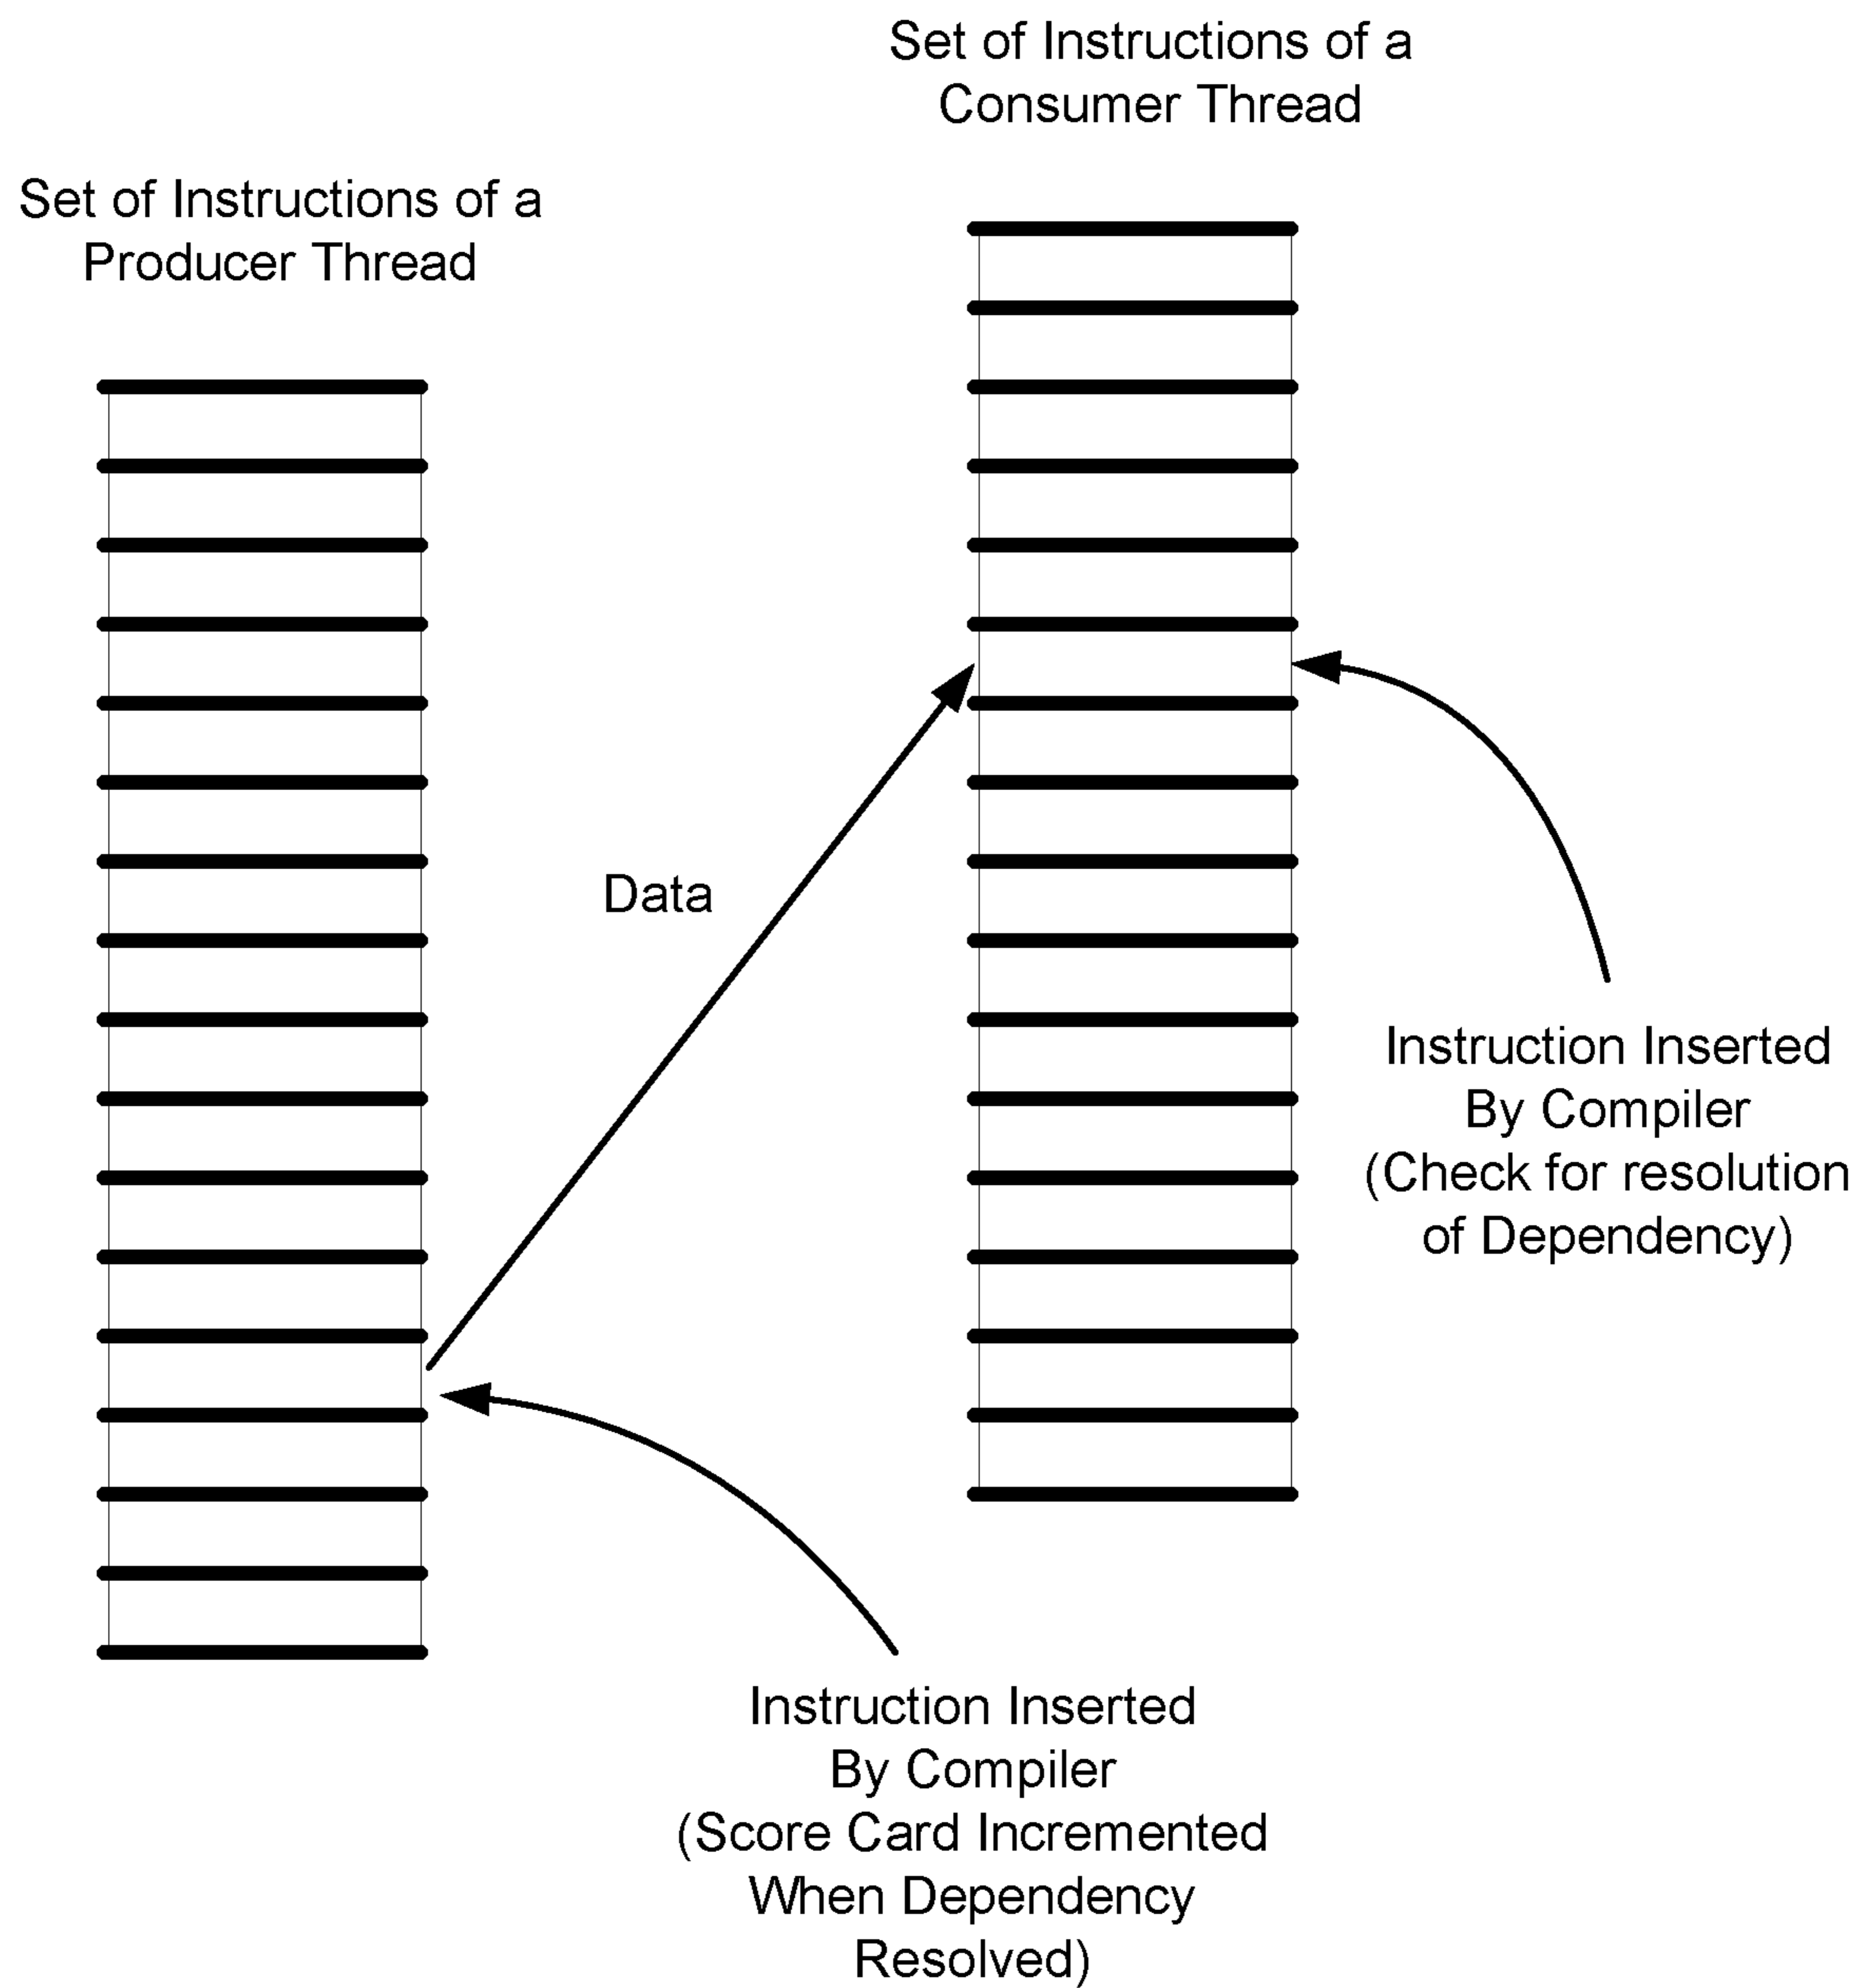 Set of Instructions of a
Consumer Thread
Set of Instructions of a
Producer Thread
Data
Instruction Inserted
By Compiler
(Check for resolution
of Dependency)
Instruction Inserted
By Compiler
(Score Card Incremented
When Dependency
Resolved)